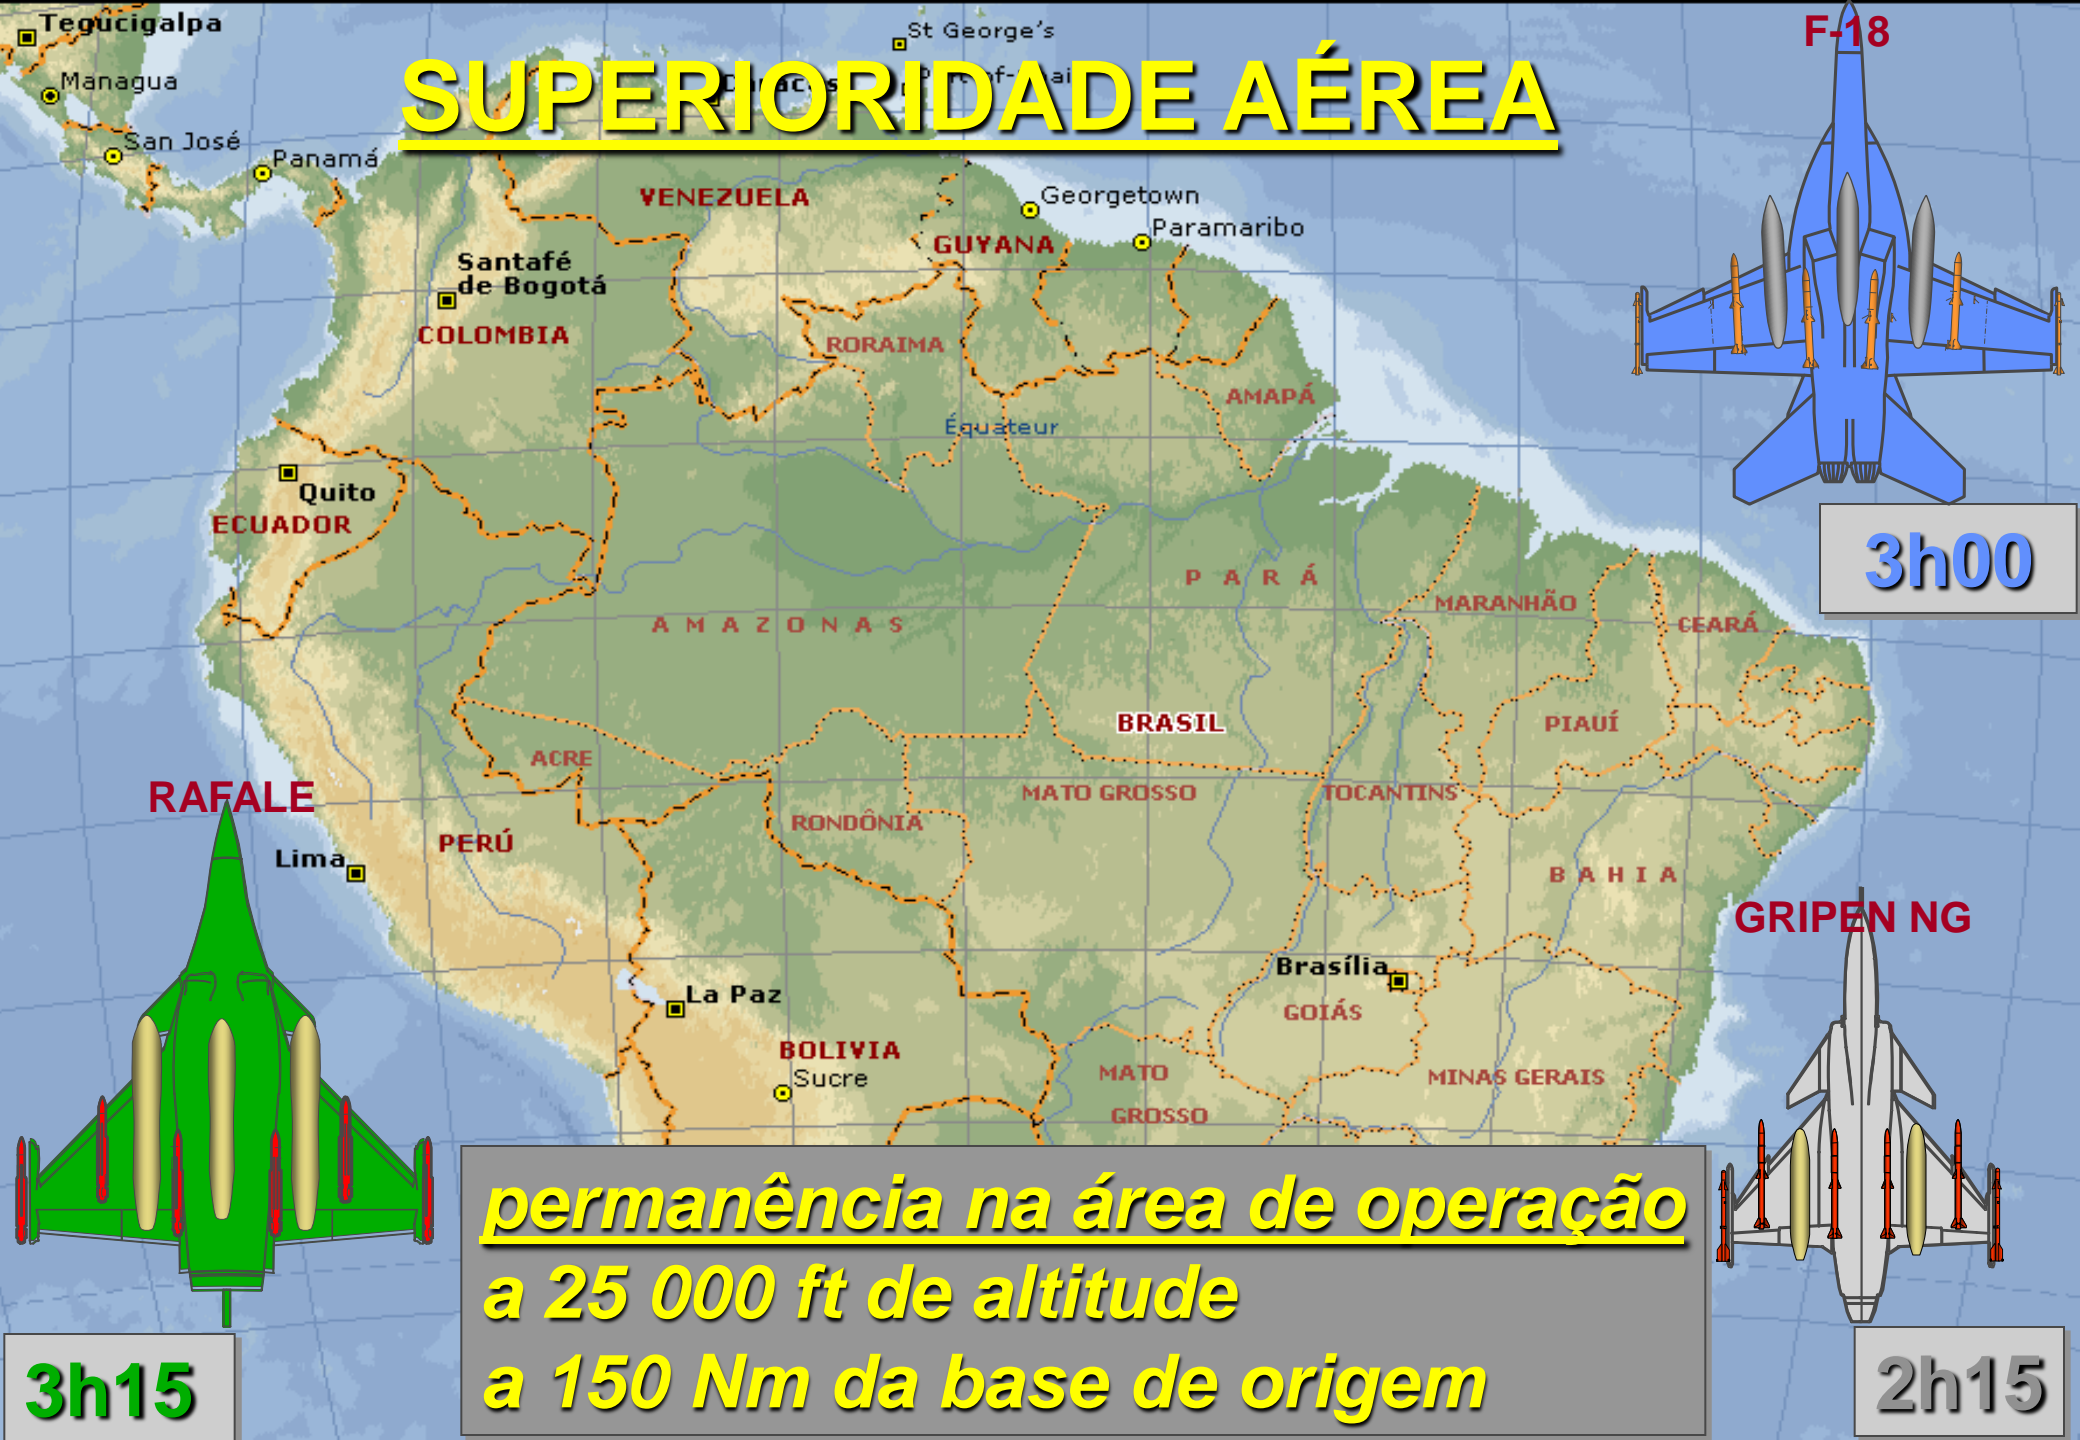 Tegucigalpa
St George's
F-18
SUPERIORIDADE AÉREA
Managua
San José
Panamá
VENEZUELA
Georgetown
Paramaribo
GUYANA
Santafé
de Bogotá
COLOMBIA
RORAIMA
AMAPÁ
Équateur
Quito
ECUADOR
3h00
PARÁ
MARANHÃO
AMAZONAS
CEARÁ
BRASIL
PIAUÍ
ACRE
RAFALE
MATO GROSSO
TOCANTINS
RONDÔNIA
PERÚ
Lima
BAHIA
GRIPEN NG
Brasília
La Paz
GOIÁS
BOLIVIA
Sucre
MATO
GROSSO
MINAS GERAIS
permanência na área de operação
a 25 000 ft de altitude
a 150 Nm da base de origem
3h15
2h15